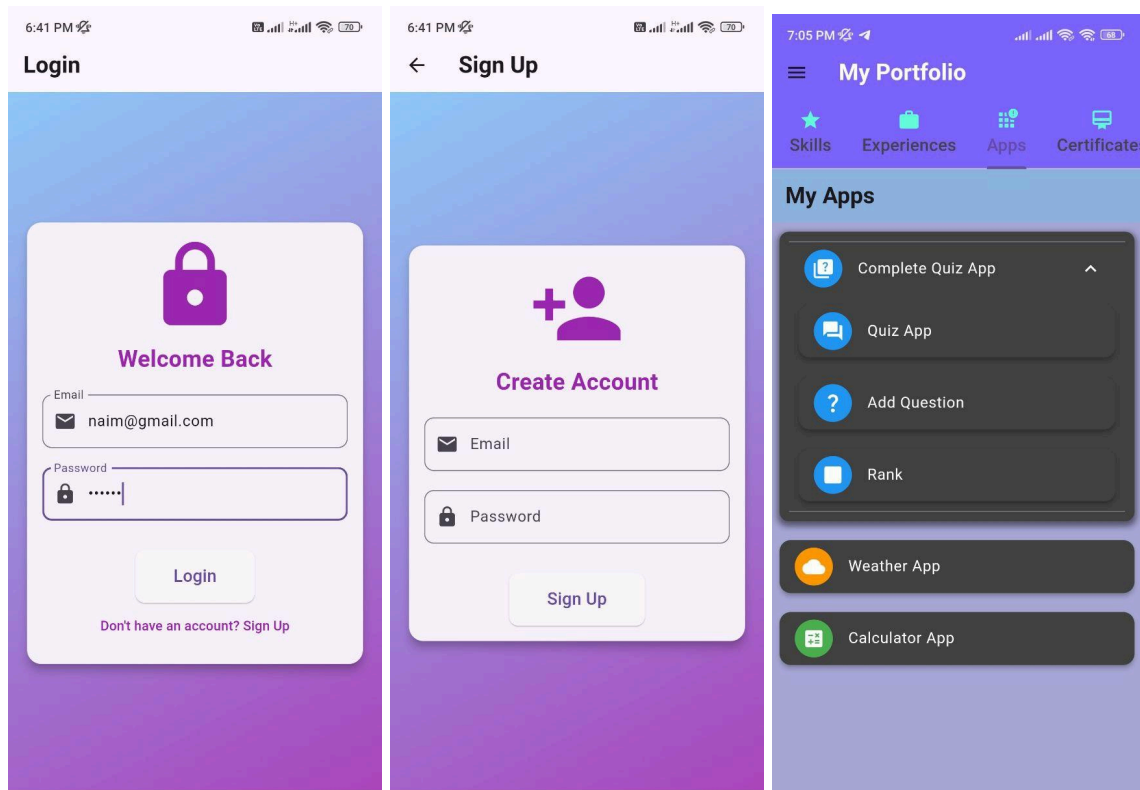 6:41 PM
70
Login
Welcome Back
Email
naim@gmail.com
Password
••••••
Login
Don't have an account? Sign Up
6:41 PM
70
Sign Up
Create Account
Email
Password
Sign Up
7:05 PM
68
My Portfolio
Skills
Experiences
Apps
Certificates
My Apps
Complete Quiz App
Quiz App
Add Question
Rank
Weather App
Calculator App